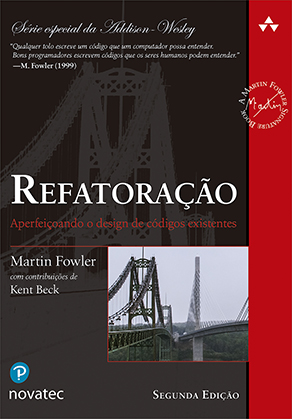 Série especial da Addison-Wesley
"Qualquer tolo escreve um código que um computador possa entender.
Bons programadores escrevem códigos que os seres humanos podem entender."
—M. Fowler (1999)
A MARTIN FOWLER SIGNATURE BOOK
Martin
REFATORAÇÃO
Aperfeiçoando o design de códigos existentes
Martin Fowler
com contribuições de
Kent Beck
P
novatec
SEGUNDA EDIÇÃO